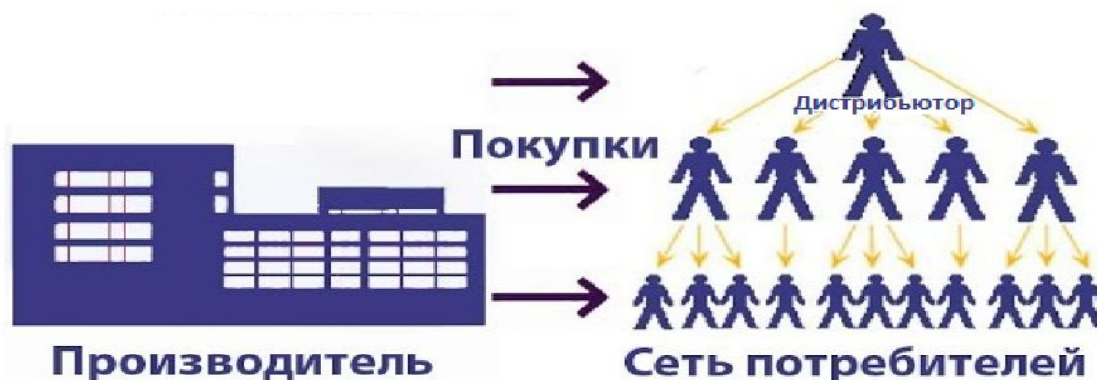 Дистрибьютор
Покупки
Производитель
Сеть потребителей